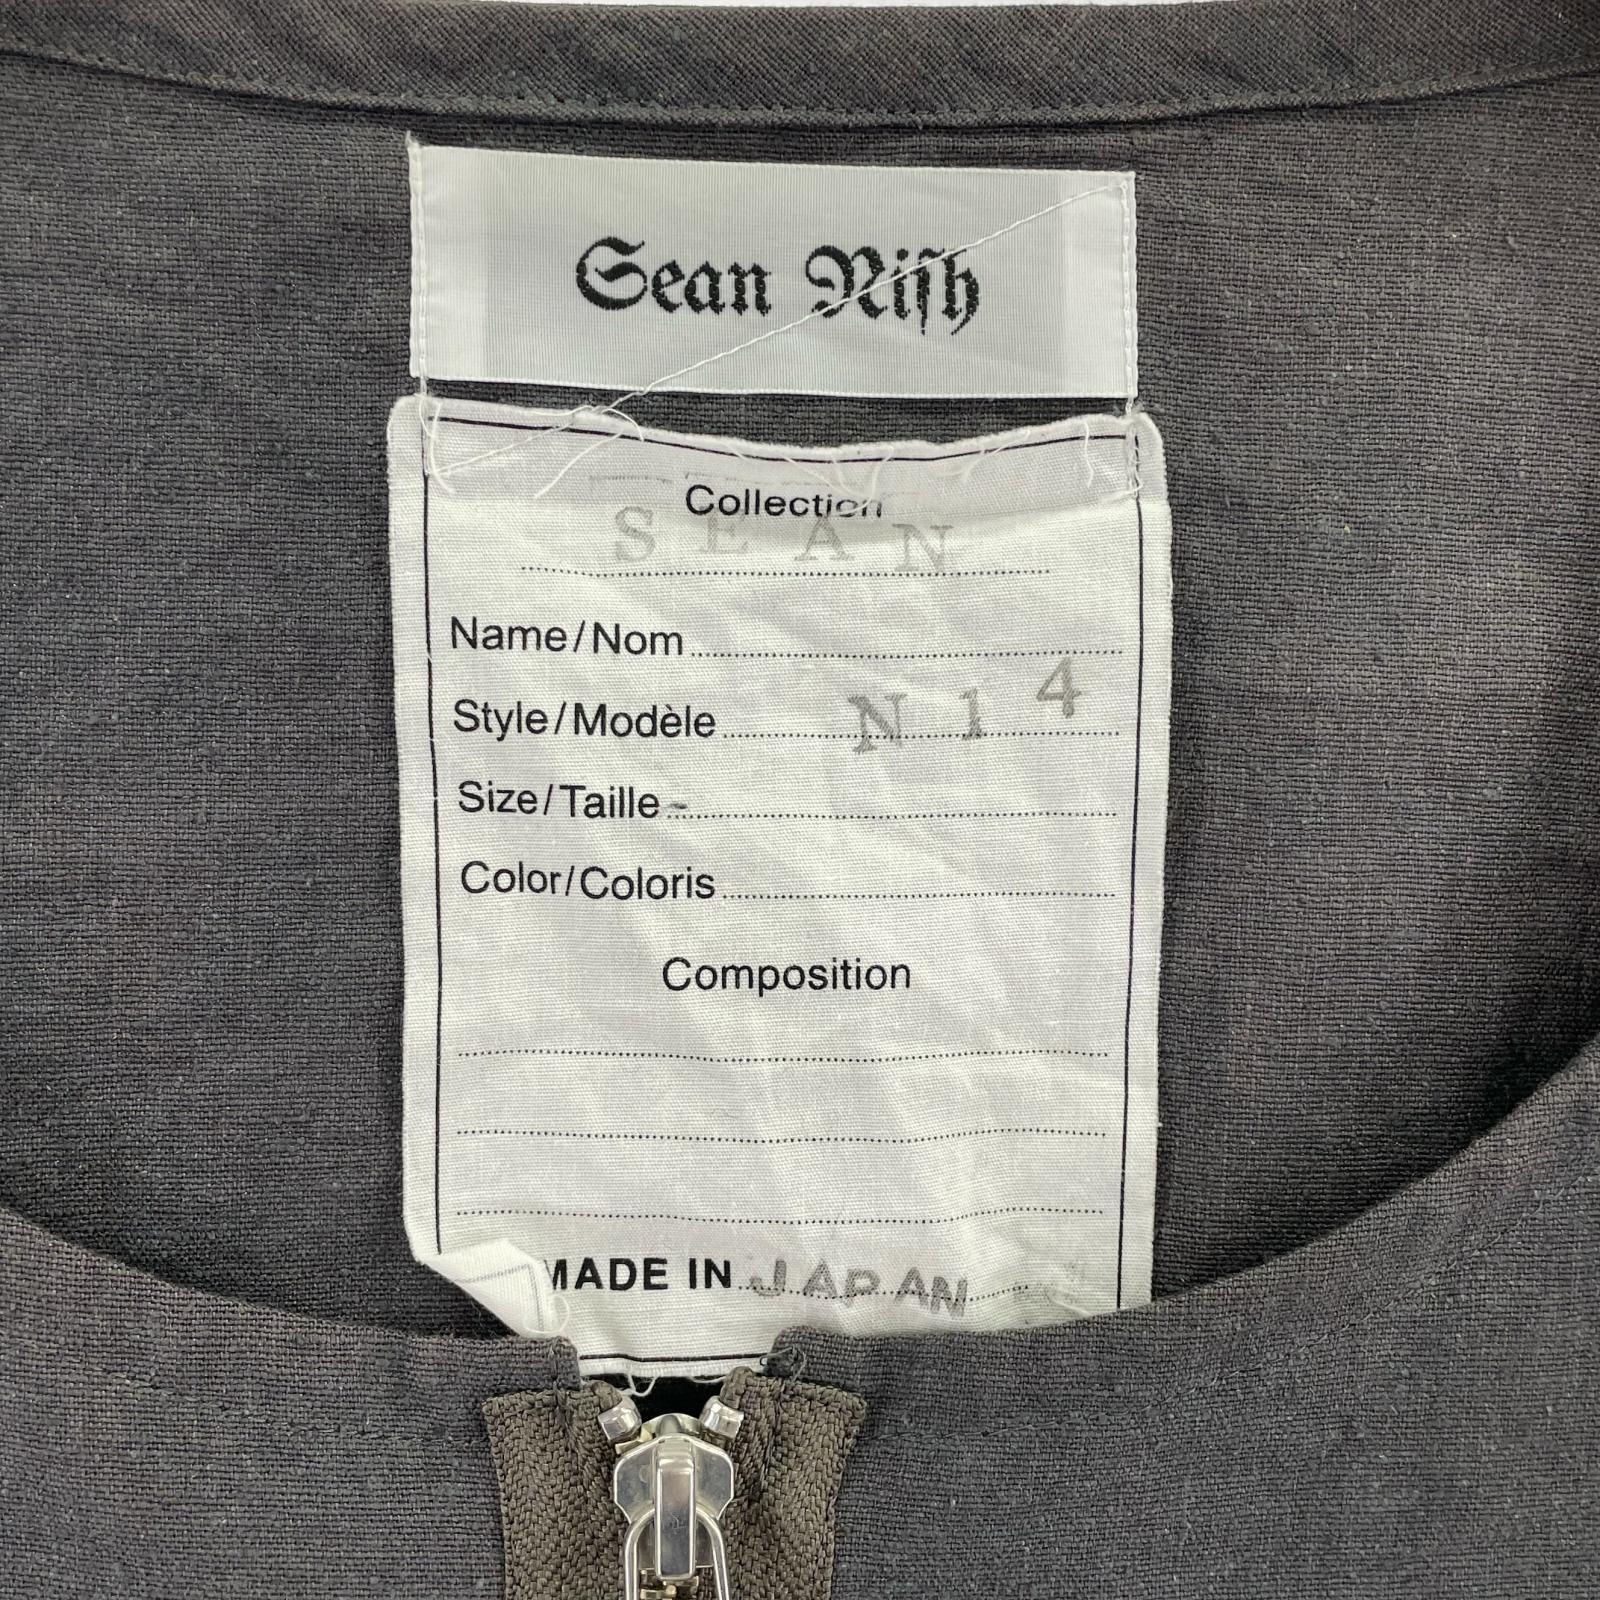 Sean Niſh
Collection
SEAN
Name/Nom
Style/Modèle N14
Size/Taille
Color/Coloris
Composition
MADE IN JAPAN